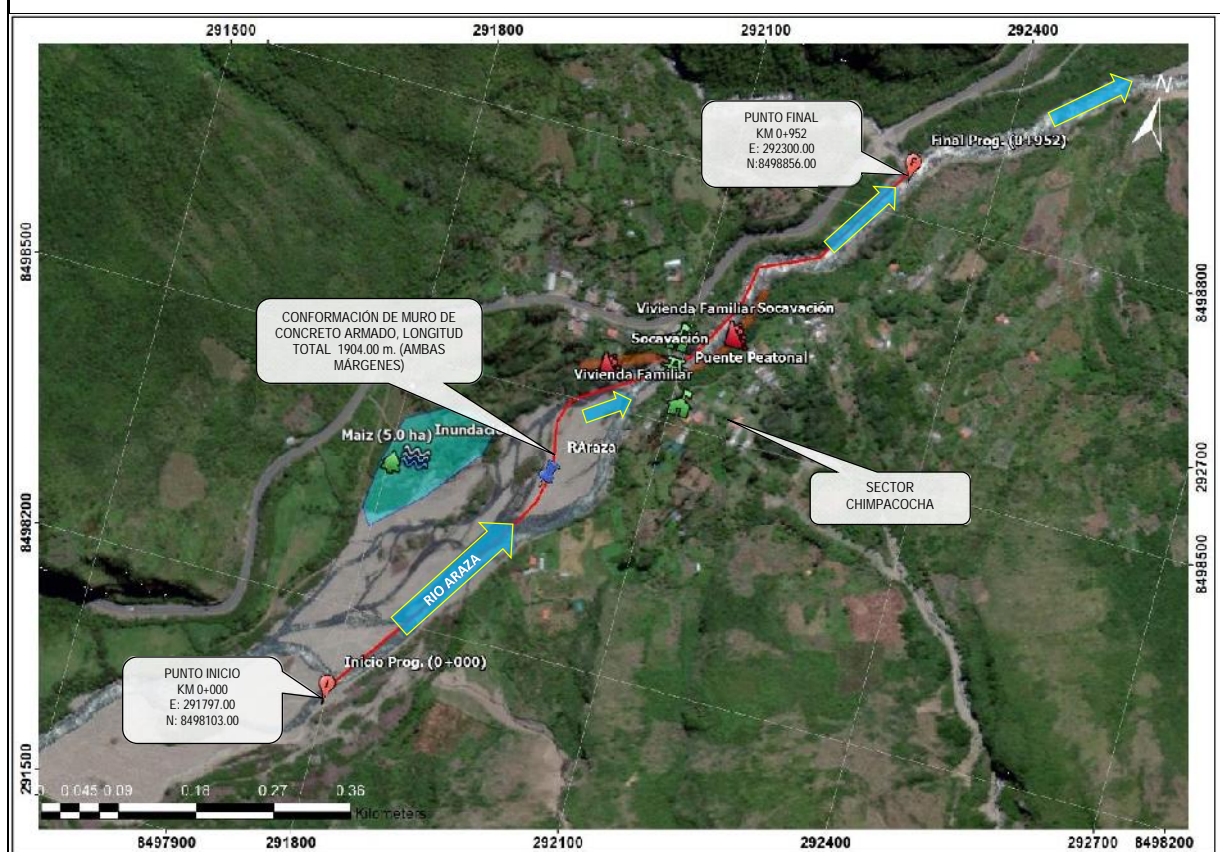 291500
291800
292100
292400
N
PUNTO FINAL
KM 0+952
E: 292300.00
N:8498856.00
Final Prog. (0+952)
F
8498500
8498800
CONFORMACIÓN DE MURO DE
CONCRETO ARMADO, LONGITUD
TOTAL 1904.00 m. (AMBAS
MÁRGENES)
Vivienda Familiar
Socavación
Socavación
Puente Peatonal
Vivienda Familiar
Maiz (5.0 ha)
Inundació
RAraza
SECTOR
CHIMPACOCHA
292700
8498200
8498500
RIO ARAZA
Inicio Prog. (0+000)
I
PUNTO INICIO
KM 0+000
E: 291797.00
N: 8498103.00
291500
0 0.045 0.09 0.18 0.27 0.36
Kilometers
8497900
291800
292100
292400
292700
8498200